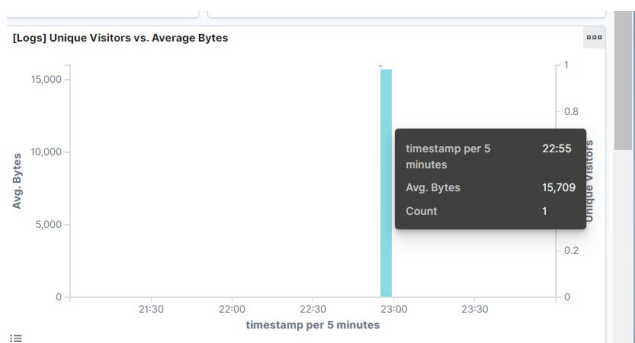 [Logs] Unique Visitors vs. Average Bytes
15,000
10,000
5,000
0
Avg. Bytes
1
0.8
0.2
0
Unique Visitors
timestamp per 5 minutes
22:55
Avg. Bytes
15,709
Count
1
21:30
22:00
22:30
23:00
23:30
timestamp per 5 minutes